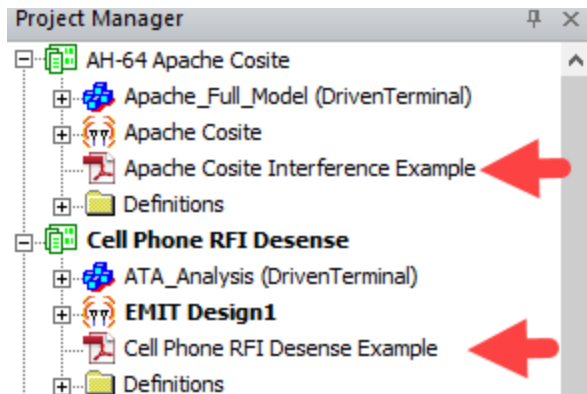 Project Manager
AH-64 Apache Cosite
Apache_Full_Model (DrivenTerminal)
Apache Cosite
Apache Cosite Interference Example
Definitions
Cell Phone RFI Desense
ATA_Analysis (DrivenTerminal)
EMIT Design1
Cell Phone RFI Desense Example
Definitions